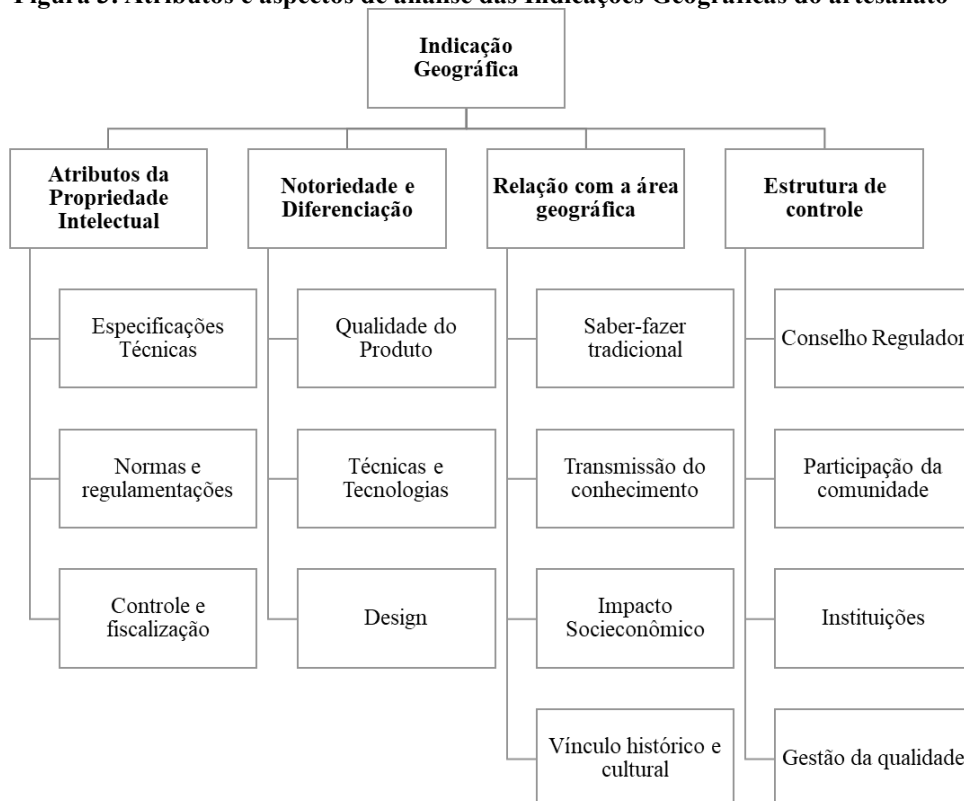 Figura 3: Atributos e aspectos de análise das Indicações Geográficas do artesanato
Indicação
Geográfica
Atributos da
Propriedade
Intelectual
Notoriedade e
Diferenciação
Relação com a área
geográfica
Estrutura de
controle
Especificações
Técnicas
Qualidade do
Produto
Saber-fazer
tradicional
Conselho Regulador
Normas e
regulamentações
Técnicas e
Tecnologias
Transmissão do
conhecimento
Participação da
comunidade
Controle e
fiscalização
Design
Impacto
Socieconômico
Instituições
Vínculo histórico e
cultural
Gestão da qualidade